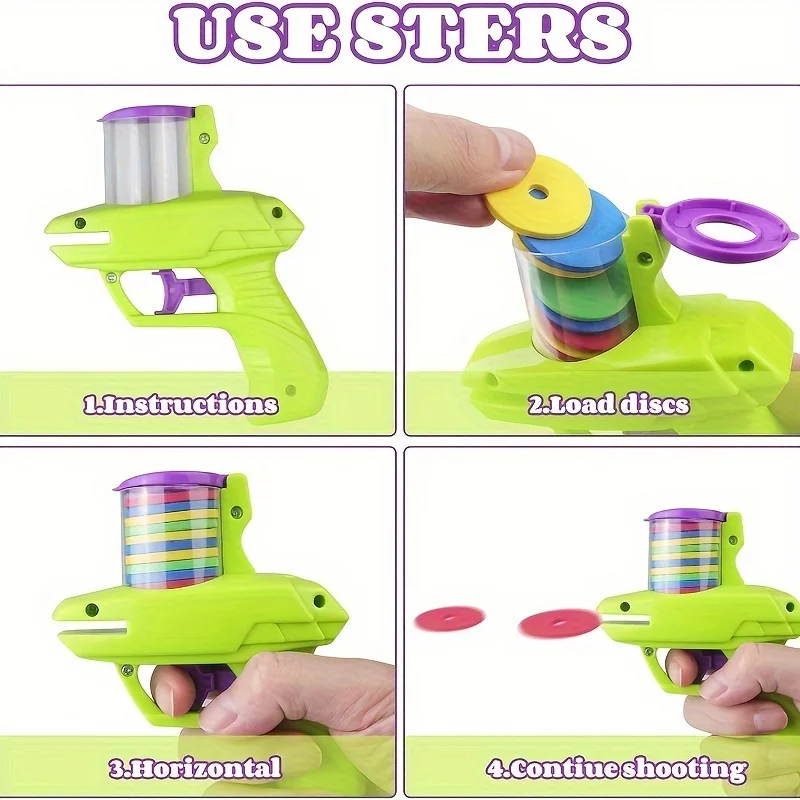 USE STERS
1.Instructions
2.Load discs
3.Horizontal
4.Contiue shooting